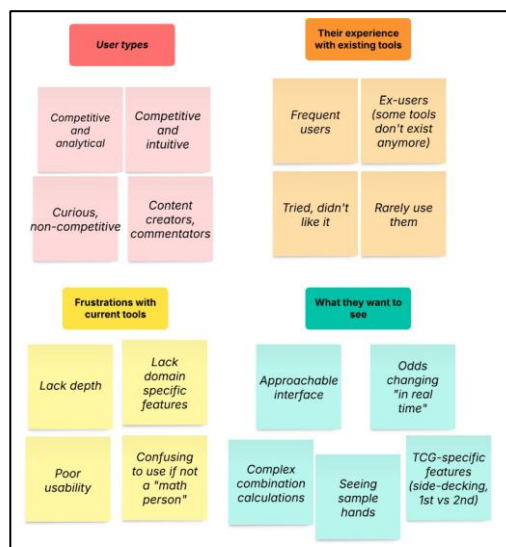 User types
Competitive
and
analytical
Competitive
and
intuitive
Curious,
non-competitive
Content
creators,
commentators
Their experience
with existing tools
Frequent
users
Ex-users
(some tools
don't exist
anymore)
Tried, didn't
like it
Rarely use
them
Frustrations with
current tools
Lack depth
Lack
domain
specific
features
Poor
usability
Confusing
to use if not
a "math
person"
What they want to
see
Approachable
interface
Odds
changing
"in real
time"
Complex
combination
calculations
Seeing
sample
hands
TCG-specific
features
(side-decking,
1st vs 2nd)